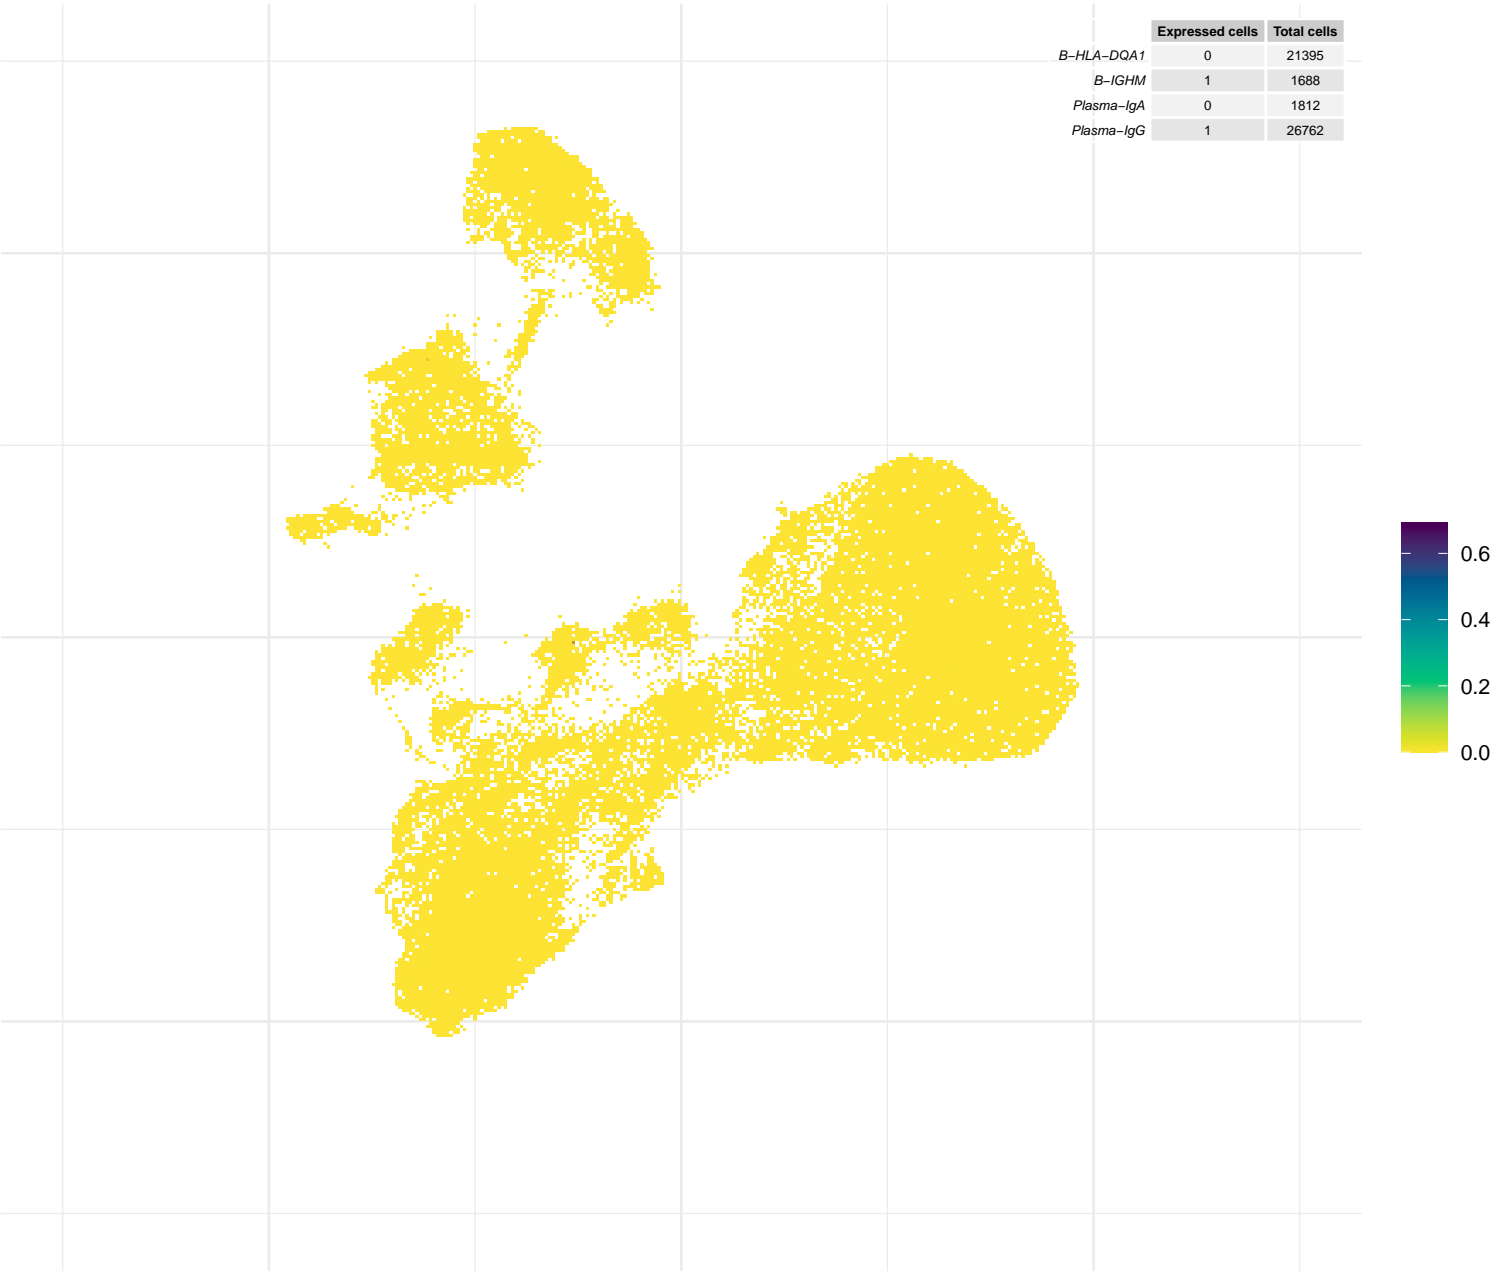 Expressed cells Total cells
B−HLA−DQA1 0 21395
B−IGHM 1 1688
Plasma−IgA 0 1812
Plasma−IgG 1 26762
0.6
0.4
0.2
0.0